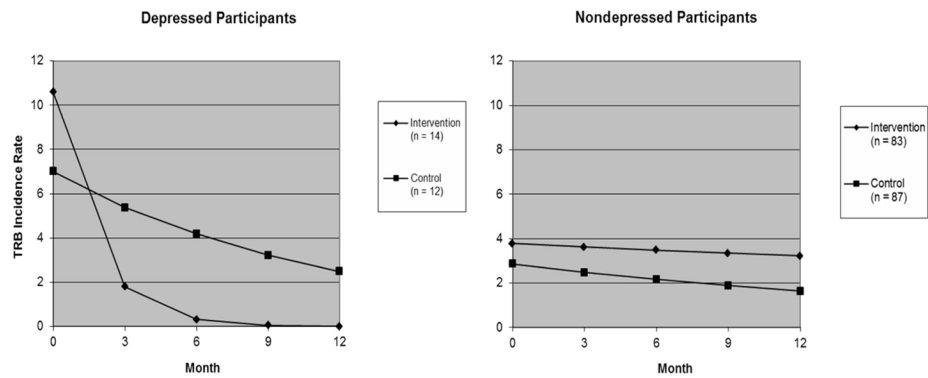 Depressed Participants
TRB Incidence Rate
12
10
8
6
4
2
0
0 3 6 9 12
Month
Intervention
(n = 14)
Control
(n = 12)
Nondepressed Participants
12
10
8
6
4
2
0
0 3 6 9 12
Month
Intervention
(n = 83)
Control
(n = 87)